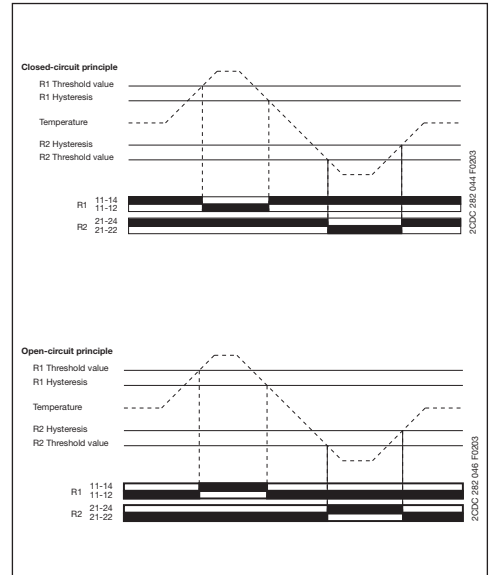 Closed-circuit principle
R1 Threshold value
R1 Hysteresis
Temperature
R2 Hysteresis
R2 Threshold value
R1 11-14
11-12
R2 21-24
21-22
2CDC 282 044 F0203
Open-circuit principle
R1 Threshold value
R1 Hysteresis
Temperature
R2 Hysteresis
R2 Threshold value
R1 11-14
11-12
R2 21-24
21-22
2CDC 282 046 F0203